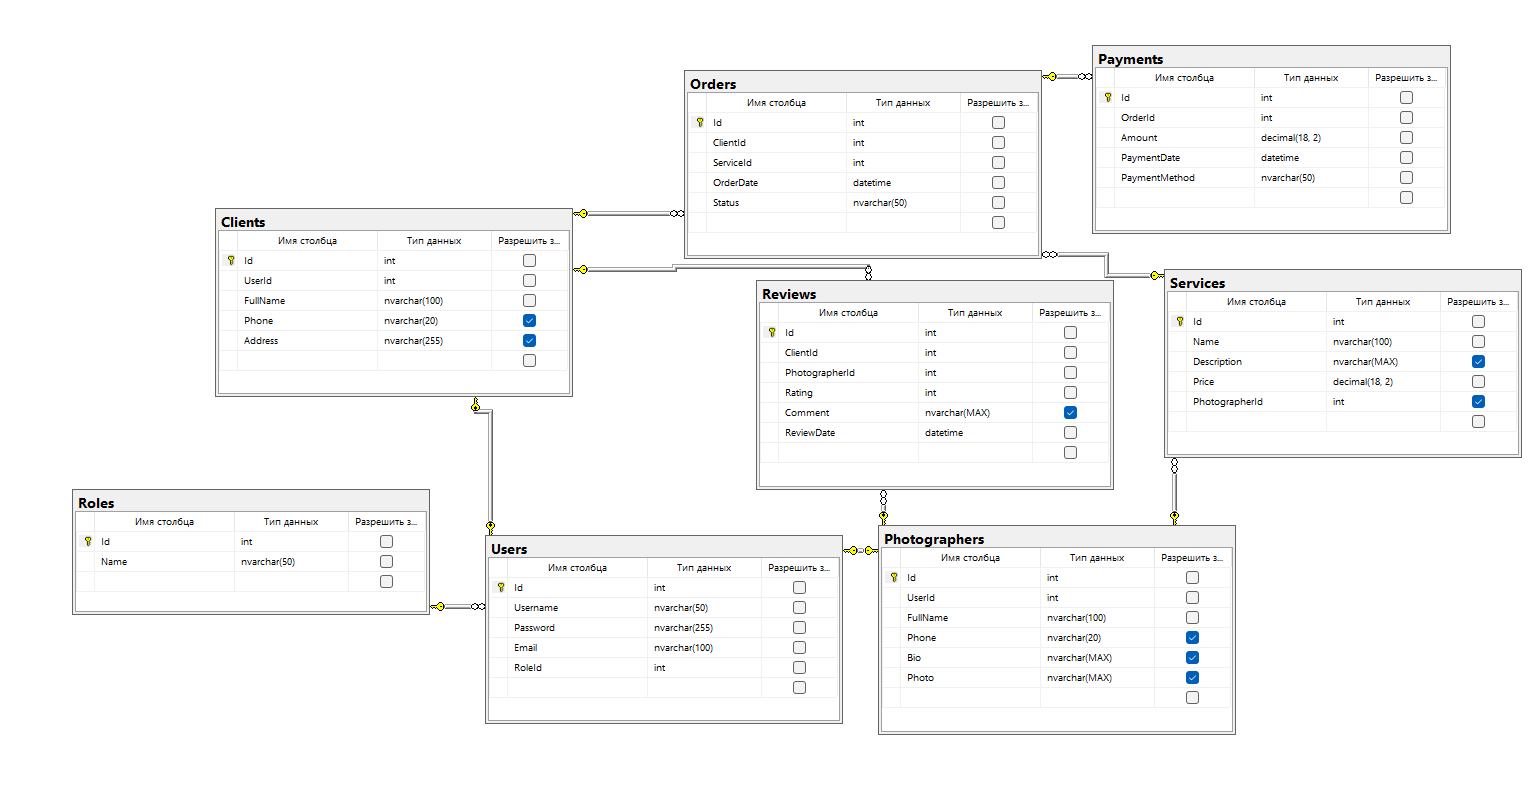 Orders
Имя столбца Тип данных Разрешить з...
Id int
ClientId int
ServiceId int
OrderDate datetime
Status nvarchar(50)
Payments
Имя столбца Тип данных Разрешить з...
Id int
OrderId int
Amount decimal(18, 2)
PaymentDate datetime
PaymentMethod nvarchar(50)
Clients
Имя столбца Тип данных Разрешить з...
Id int
UserId int
FullName nvarchar(100)
Phone nvarchar(20)
Address nvarchar(255)
Reviews
Имя столбца Тип данных Разрешить з...
Id int
ClientId int
PhotographerId int
Rating int
Comment nvarchar(MAX)
ReviewDate datetime
Services
Имя столбца Тип данных Разрешить з...
Id int
Name nvarchar(100)
Description nvarchar(MAX)
Price decimal(18, 2)
PhotographerId int
Roles
Имя столбца Тип данных Разрешить з...
Id int
Name nvarchar(50)
Users
Имя столбца Тип данных Разрешить з...
Id int
Username nvarchar(50)
Password nvarchar(255)
Email nvarchar(100)
RoleId int
Photographers
Имя столбца Тип данных Разрешить з...
Id int
UserId int
FullName nvarchar(100)
Phone nvarchar(20)
Bio nvarchar(MAX)
Photo nvarchar(MAX)